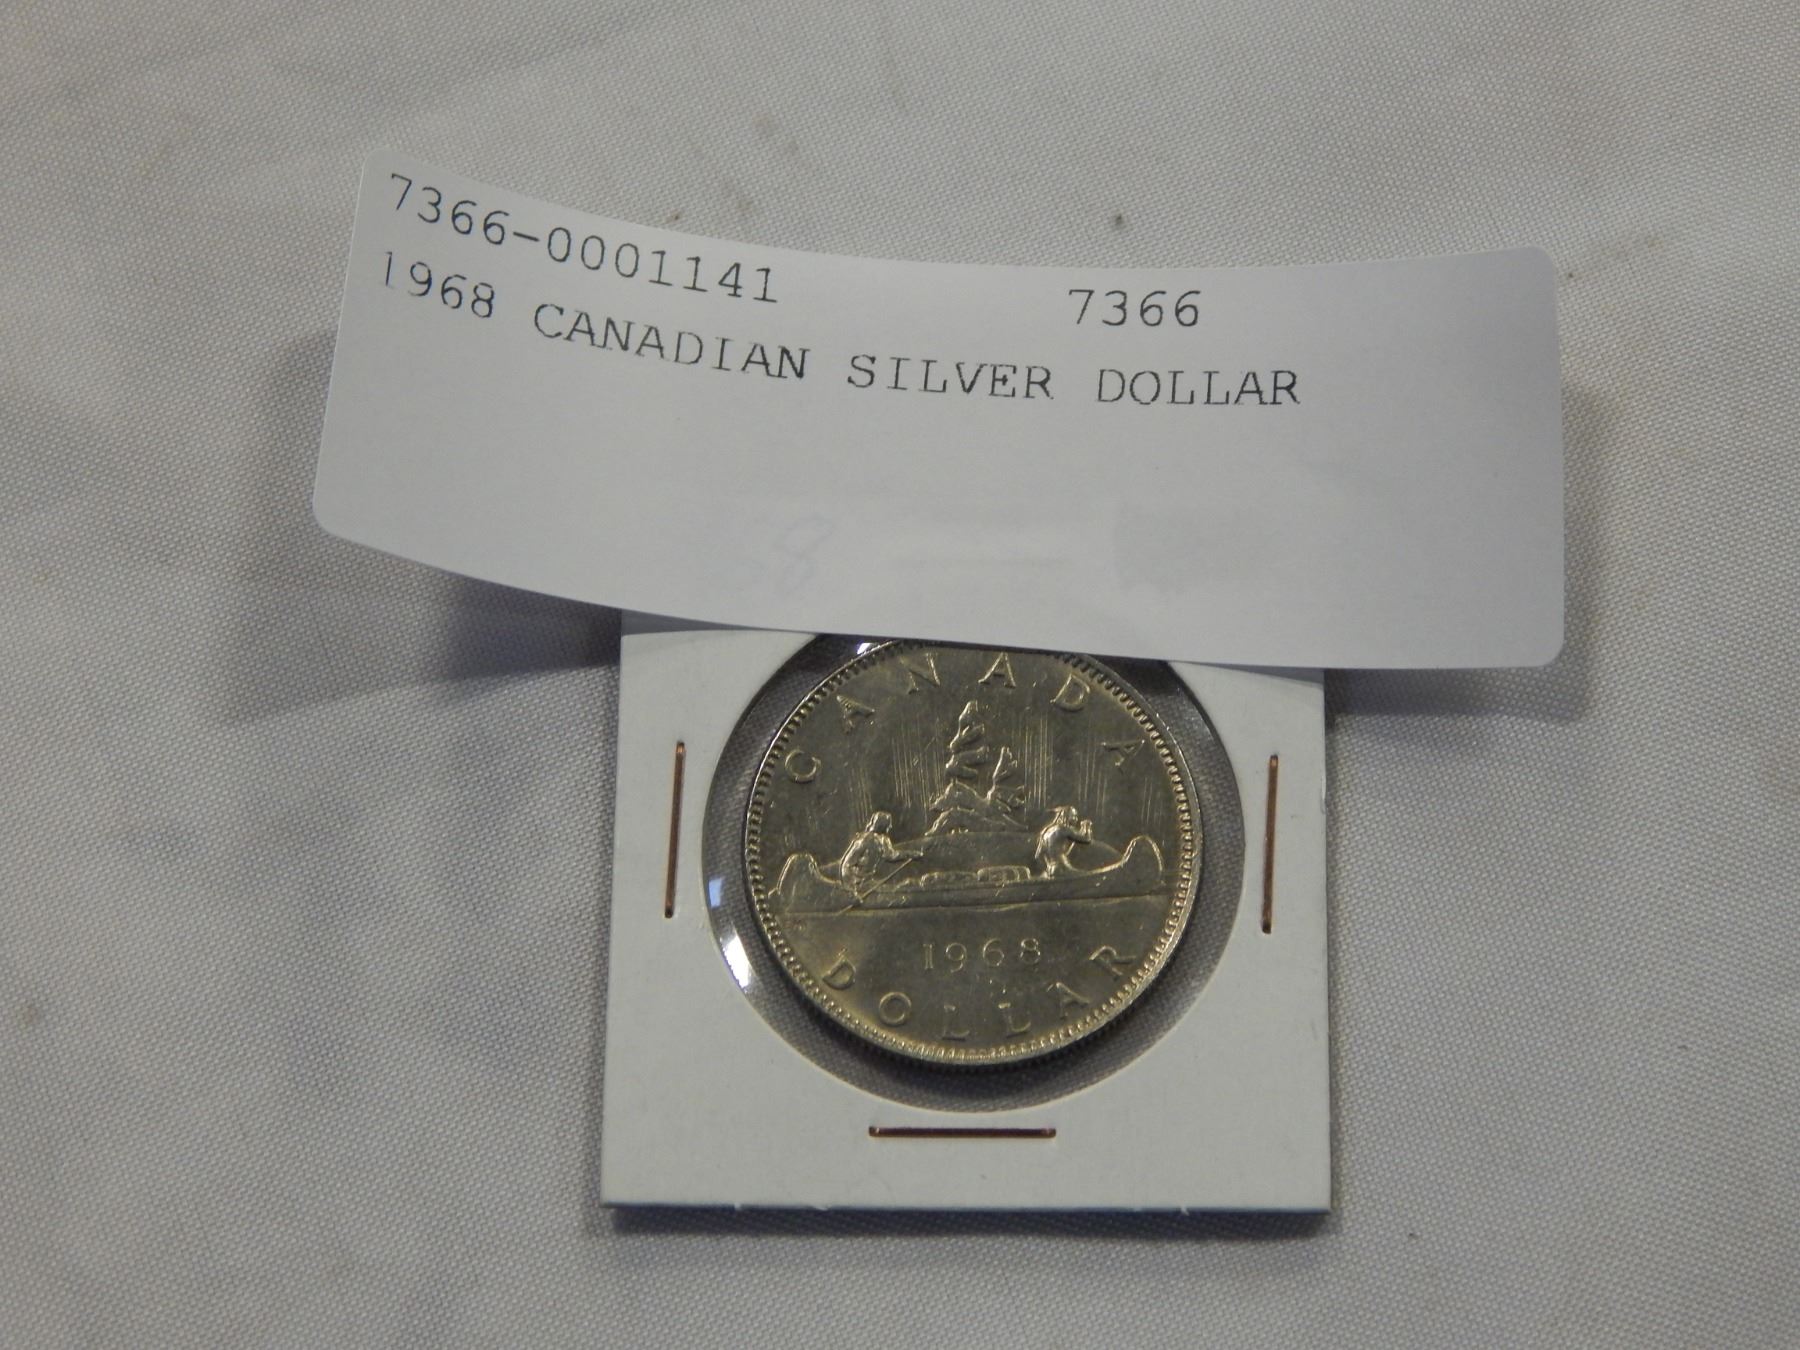 7366-0001141 7366
1968 CANADIAN SILVER DOLLAR
CANADA
1968
DOLLAR